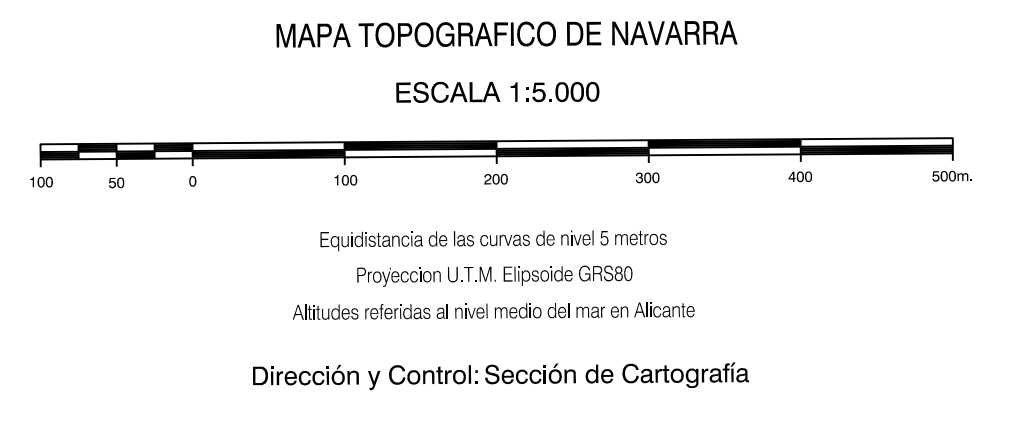 MAPA TOPOGRAFICO DE NAVARRA
ESCALA 1:5.000
100 50 0 100 200 300 400 500m.
Equidistancia de las curvas de nivel 5 metros
Proyeccion U.T.M. Elipsoide GRS80
Altitudes referidas al nivel medio del mar en Alicante
Dirección y Control: Sección de Cartografía